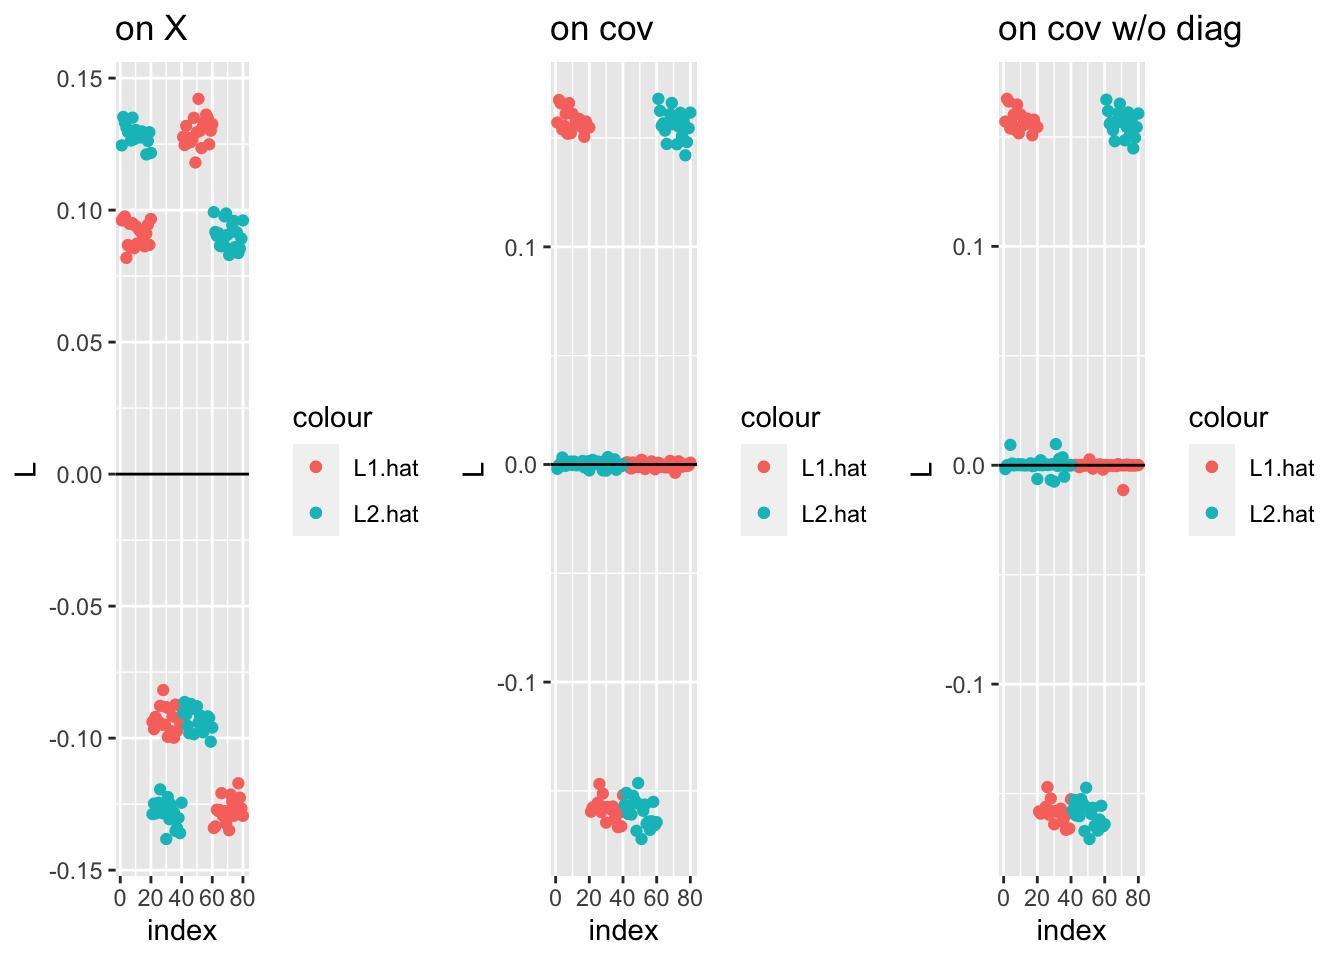 on X
0.15
0.10
0.05
0.00
-0.05
-0.10
-0.15
L
0 20 40 60 80
index
colour
L1.hat
L2.hat
on cov
0.1
0.0
-0.1
L
0 20 40 60 80
index
colour
L1.hat
L2.hat
on cov w/o diag
0.1
0.0
-0.1
L
0 20 40 60 80
index
colour
L1.hat
L2.hat